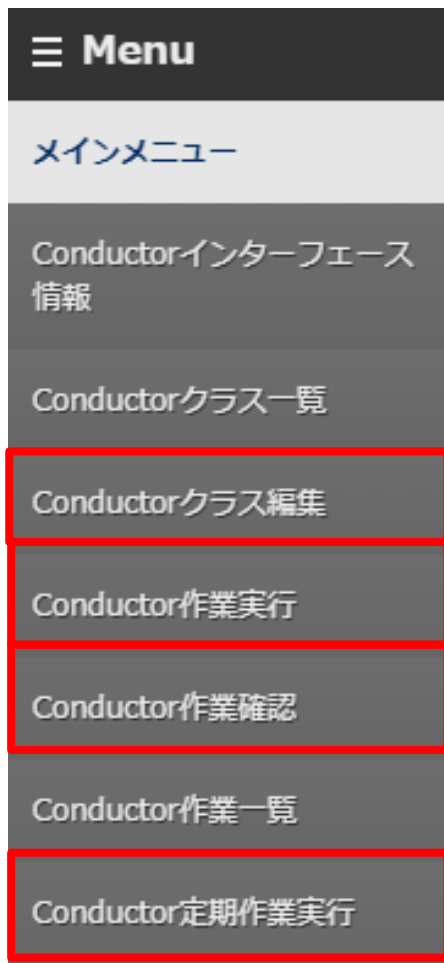 ☰ Menu
メインメニュー
Conductorインターフェース
情報
Conductorクラス一覧
Conductorクラス編集
Conductor作業実行
Conductor作業確認
Conductor作業一覧
Conductor定期作業実行